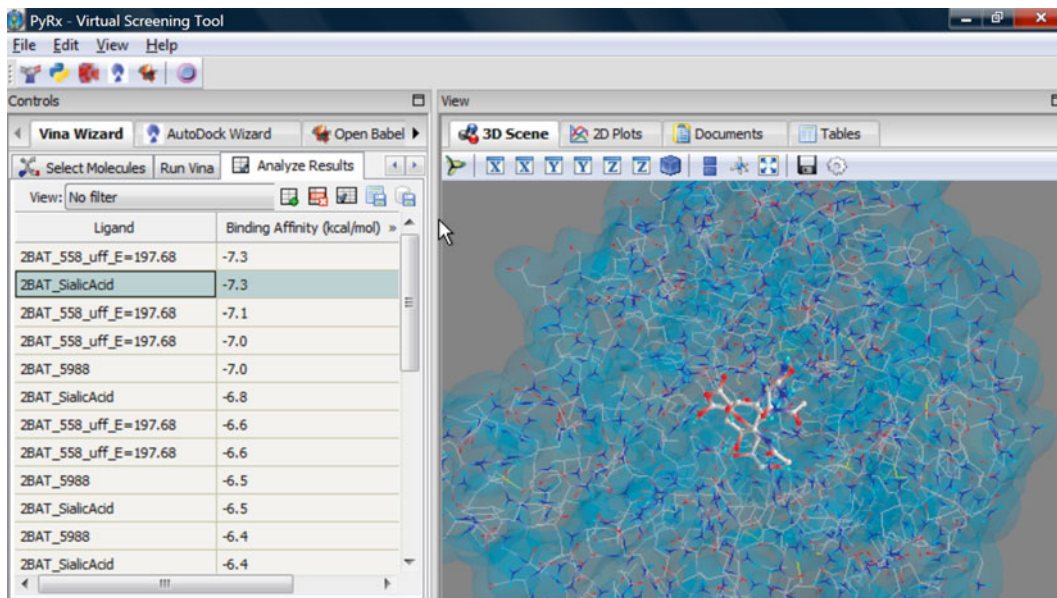 PyRx - Virtual Screening Tool
File Edit View Help
Controls
View
Vina Wizard AutoDock Wizard Open Babel
3D Scene 2D Plots Documents Tables
Select Molecules Run Vina Analyze Results
X X Y Y Z Z
View: No filter
Ligand Binding Affinity (kcal/mol) »
2BAT_558_uff_E=197.68 -7.3
2BAT_SialicAcid -7.3
2BAT_558_uff_E=197.68 -7.1
2BAT_558_uff_E=197.68 -7.0
2BAT_5988 -7.0
2BAT_SialicAcid -6.8
2BAT_558_uff_E=197.68 -6.6
2BAT_558_uff_E=197.68 -6.6
2BAT_5988 -6.5
2BAT_SialicAcid -6.5
2BAT_5988 -6.4
2BAT_SialicAcid -6.4